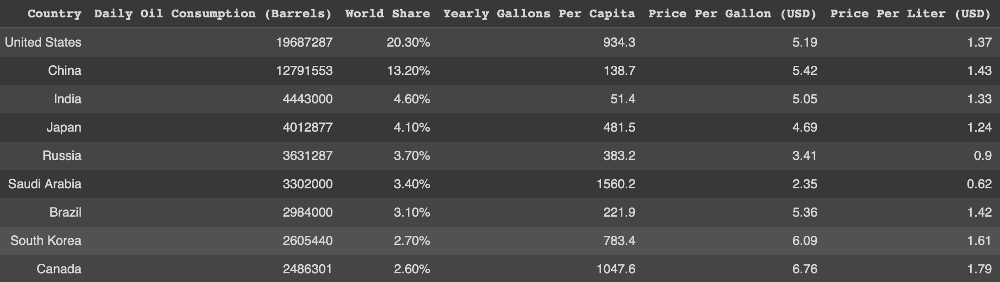 Country Daily Oil Consumption (Barrels) World Share Yearly Gallons Per Capita Price Per Gallon (USD) Price Per Liter (USD)
United States 19687287 20.30% 934.3 5.19 1.37
China 12791553 13.20% 138.7 5.42 1.43
India 4443000 4.60% 51.4 5.05 1.33
Japan 4012877 4.10% 481.5 4.69 1.24
Russia 3631287 3.70% 383.2 3.41 0.9
Saudi Arabia 3302000 3.40% 1560.2 2.35 0.62
Brazil 2984000 3.10% 221.9 5.36 1.42
South Korea 2605440 2.70% 783.4 6.09 1.61
Canada 2486301 2.60% 1047.6 6.76 1.79